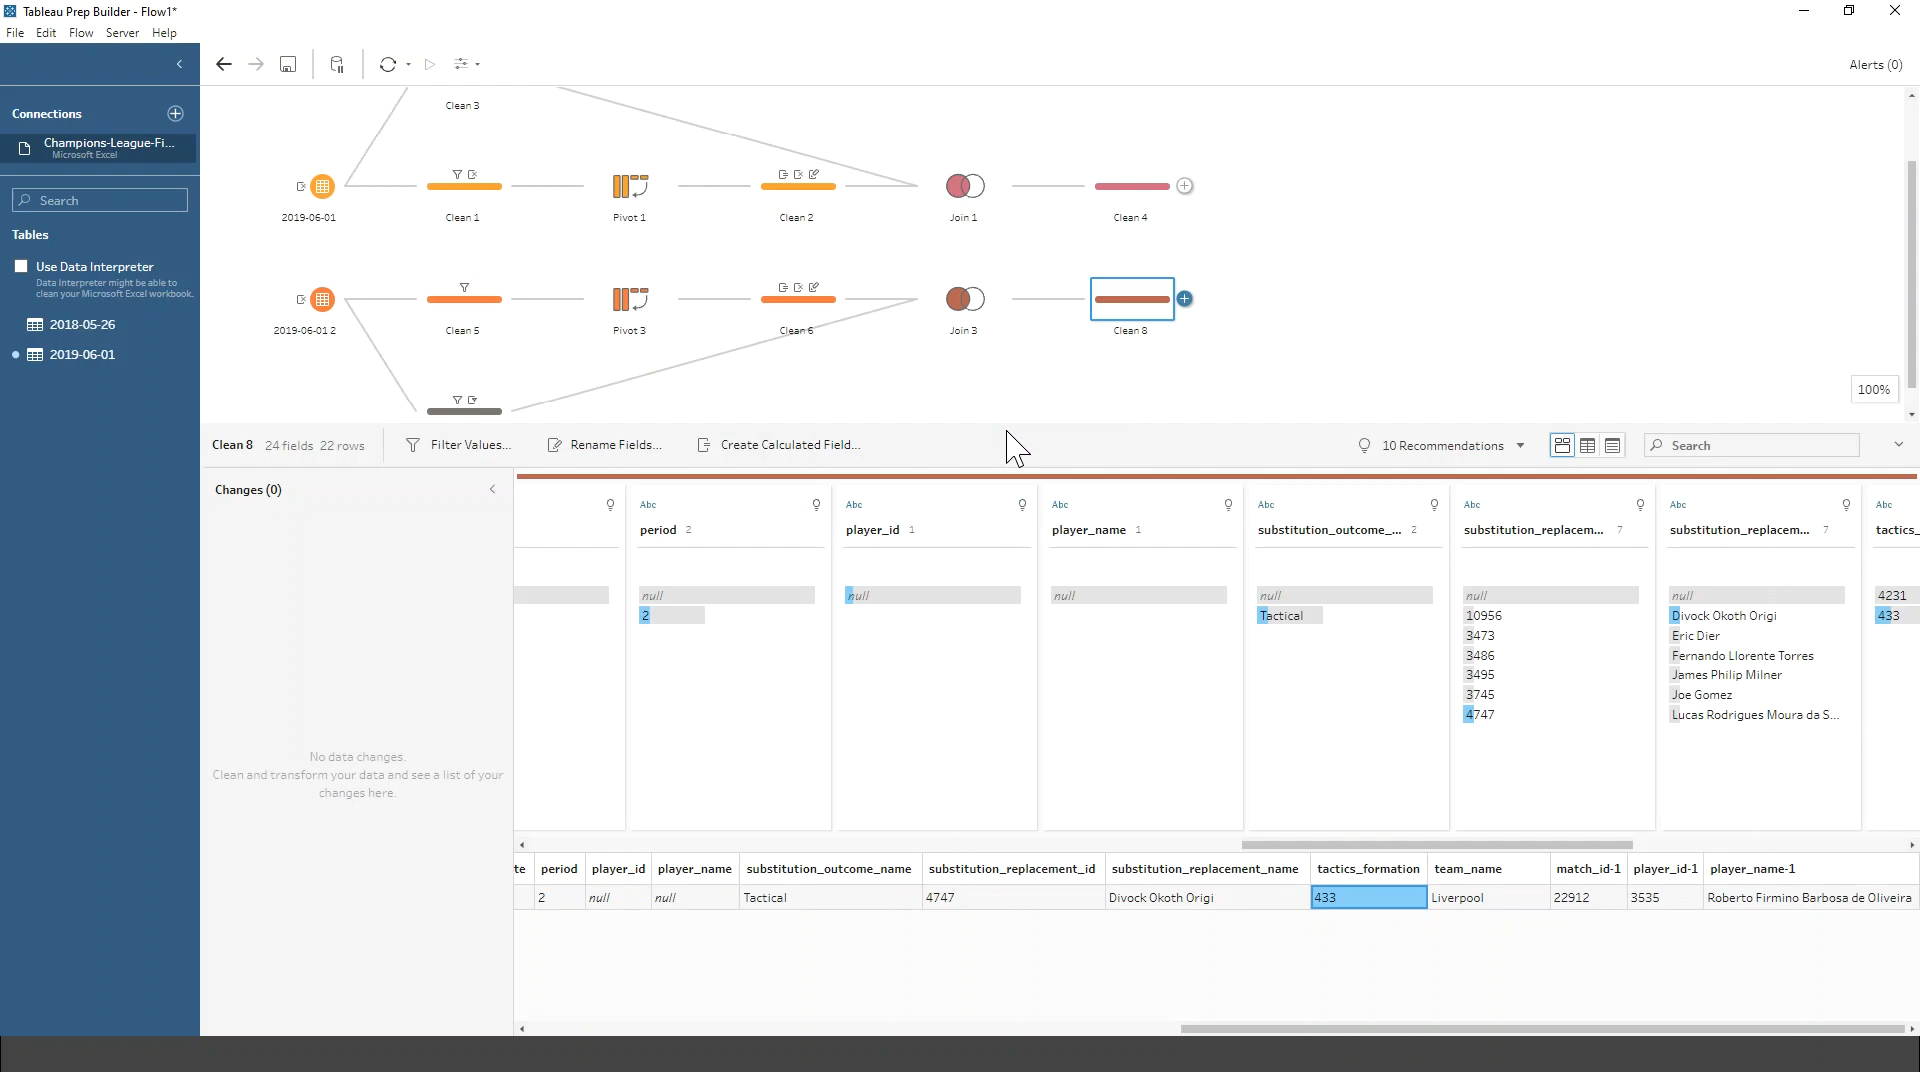 Tableau Prep Builder - Flow1*
File Edit Flow Server Help
Alerts (0)
Connections
Champions-League-Fi...
Microsoft Excel
Search
Tables
Use Data Interpreter
Data Interpreter might be able to
clean your Microsoft Excel workbook.
2018-05-26
2019-06-01
Clean 3
2019-06-01
Clean 1
Pivot 1
Clean 2
Join 1
Clean 4
2019-06-01 2
Clean 5
Pivot 3
Clean 6
Join 3
Clean 8
100%
Clean 8 24 fields 22 rows
Filter Values...
Rename Fields...
Create Calculated Field...
10 Recommendations
Search
Changes (0)
No data changes.
Clean and transform your data and see a list of your
changes here.
Abc
period 2
null
2
Abc
player_id 1
null
Abc
player_name 1
null
Abc
substitution_outcome_... 2
null
Tactical
Abc
substitution_replacem... 7
null
10956
3473
3486
3495
3745
4747
Abc
substitution_replacem... 7
null
Divock Okoth Origi
Eric Dier
Fernando Llorente Torres
James Philip Milner
Joe Gomez
Lucas Rodrigues Moura da S...
Abc
tactics_
4231
433
te period player_id player_name substitution_outcome_name substitution_replacement_id substitution_replacement_name tactics_formation team_name match_id-1 player_id-1 player_name-1
2 null null Tactical 4747 Divock Okoth Origi 433 Liverpool 22912 3535 Roberto Firmino Barbosa de Oliveira